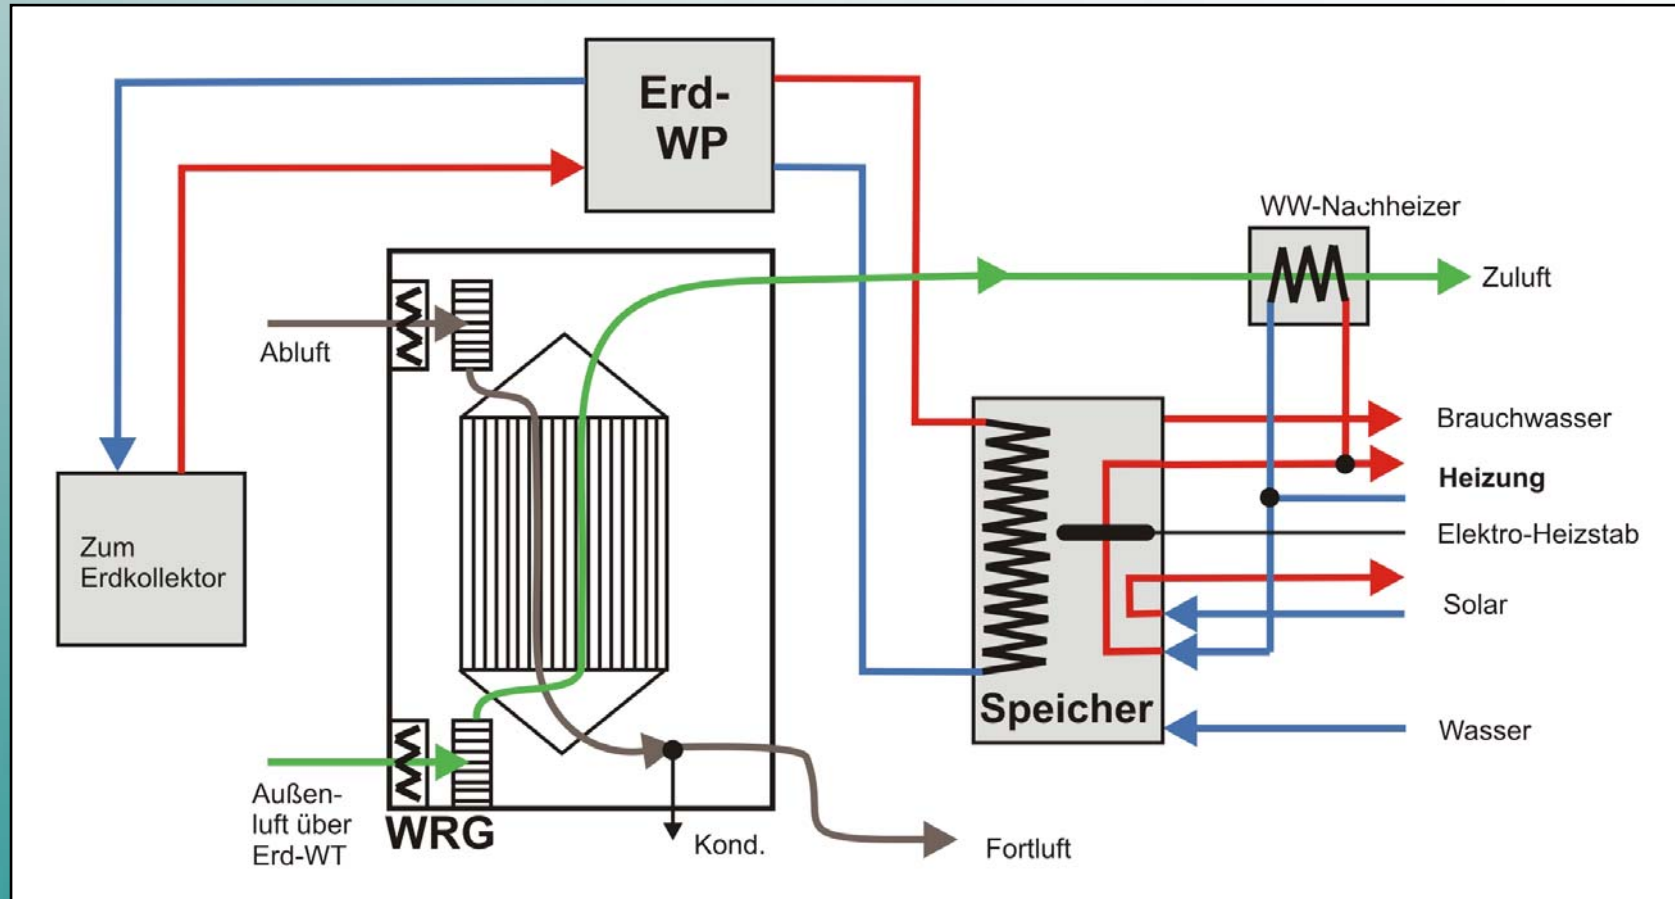 Erd-
WP
WW-Nachheizer
Zuluft
Abluft
Brauchwasser
Heizung
Elektro-Heizstab
Zum
Erdkollektor
Solar
Speicher
Wasser
Außen-
luft über
Erd-WT
WRG
Kond.
Fortluft